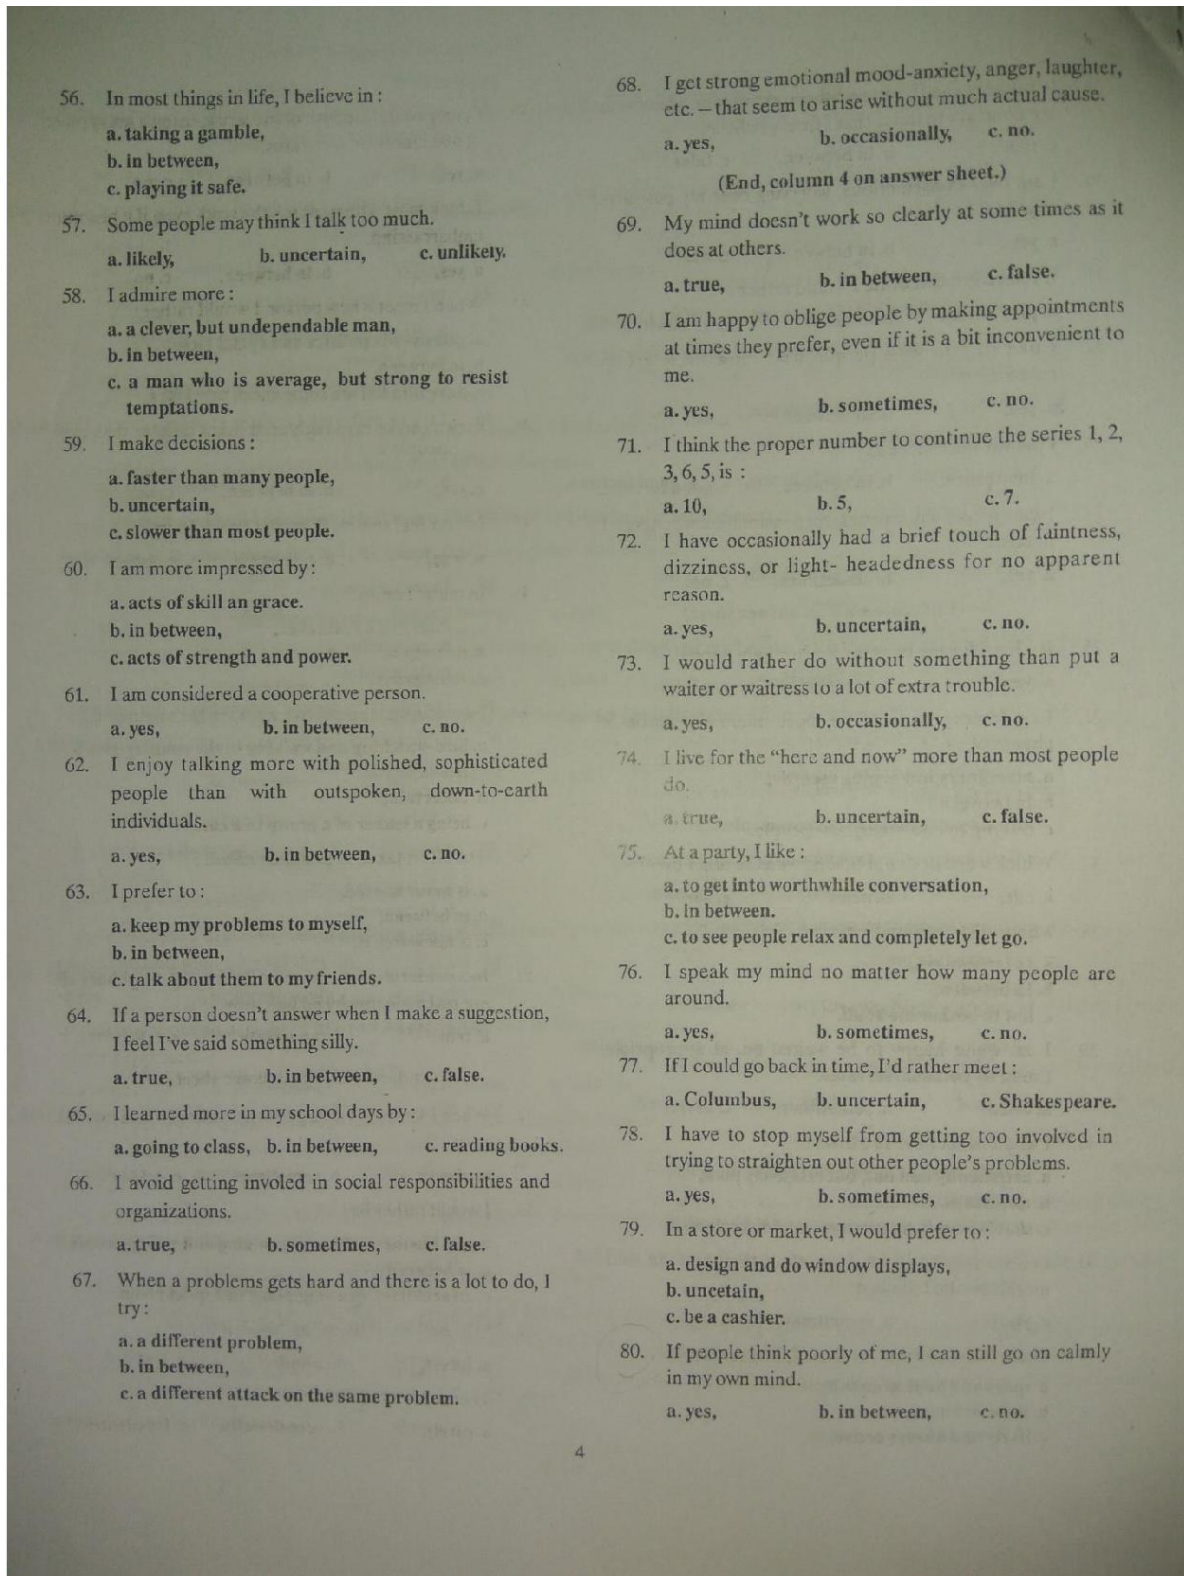 56. In most things in life, I believe in :
a. taking a gamble,
b. in between,
c. playing it safe.
57. Some people may think I talk too much.
a. likely, b. uncertain, c. unlikely.
58. I admire more :
a. a clever, but undependable man,
b. in between,
c. a man who is average, but strong to resist
temptations.
59. I make decisions :
a. faster than many people,
b. uncertain,
c. slower than most people.
60. I am more impressed by :
a. acts of skill an grace.
b. in between,
c. acts of strength and power.
61. I am considered a cooperative person.
a. yes, b. in between, c. no.
62. I enjoy talking more with polished, sophisticated
people than with outspoken, down-to-earth
individuals.
a. yes, b. in between, c. no.
63. I prefer to :
a. keep my problems to myself,
b. in between,
c. talk about them to my friends.
64. If a person doesn't answer when I make a suggestion,
I feel I've said something silly.
a. true, b. in between, c. false.
65. I learned more in my school days by :
a. going to class, b. in between, c. reading books.
66. I avoid getting involed in social responsibilities and
organizations.
a. true, b. sometimes, c. false.
67. When a problems gets hard and there is a lot to do, I
try :
a. a different problem,
b. in between,
c. a different attack on the same problem.
68. I get strong emotional mood-anxiety, anger, laughter,
etc. – that seem to arise without much actual cause.
a. yes, b. occasionally, c. no.
(End, column 4 on answer sheet.)
69. My mind doesn't work so clearly at some times as it
does at others.
a. true, b. in between, c. false.
70. I am happy to oblige people by making appointments
at times they prefer, even if it is a bit inconvenient to
me.
a. yes, b. sometimes, c. no.
71. I think the proper number to continue the series 1, 2,
3, 6, 5, is :
a. 10, b. 5, c. 7.
72. I have occasionally had a brief touch of faintness,
dizziness, or light- headedness for no apparent
reason.
a. yes, b. uncertain, c. no.
73. I would rather do without something than put a
waiter or waitress to a lot of extra trouble.
a. yes, b. occasionally, c. no.
74. I live for the “here and now” more than most people
do.
a. true, b. uncertain, c. false.
75. At a party, I like :
a. to get into worthwhile conversation,
b. in between.
c. to see people relax and completely let go.
76. I speak my mind no matter how many people are
around.
a. yes, b. sometimes, c. no.
77. If I could go back in time, I'd rather meet :
a. Columbus, b. uncertain, c. Shakespeare.
78. I have to stop myself from getting too involved in
trying to straighten out other people's problems.
a. yes, b. sometimes, c. no.
79. In a store or market, I would prefer to :
a. design and do window displays,
b. uncetain,
c. be a cashier.
80. If people think poorly of me, I can still go on calmly
in my own mind.
a. yes, b. in between, c. no.
4